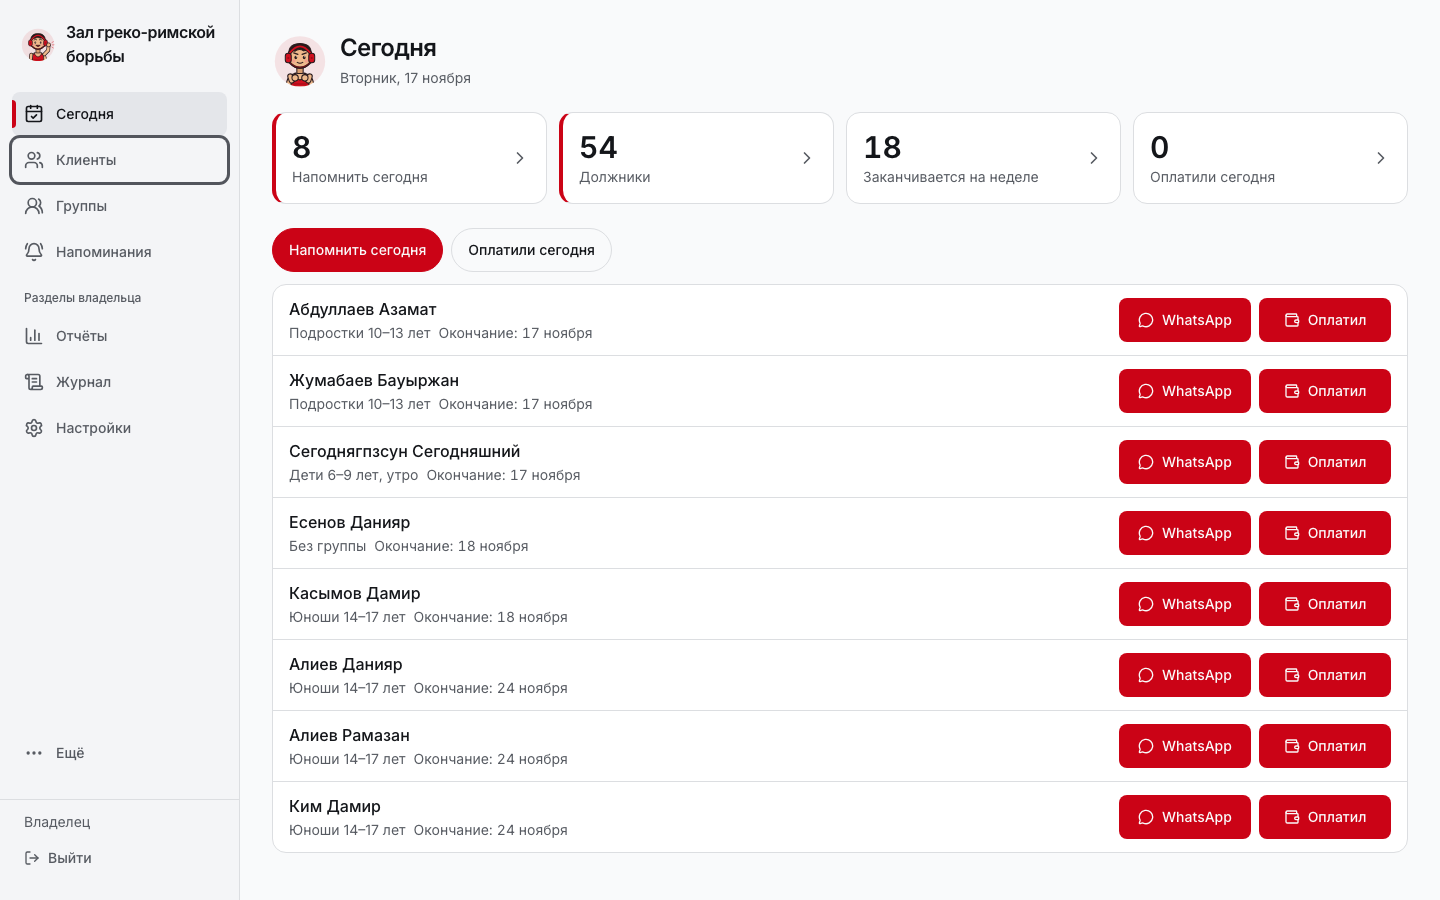 Зал греко-римской
борьбы
Сегодня
Клиенты
Группы
Напоминания
Разделы владельца
Отчёты
Журнал
Настройки
Ещё
Владелец
Выйти
Сегодня
Вторник, 17 ноября
8
Напомнить сегодня
54
Должники
18
Заканчивается на неделе
0
Оплатили сегодня
Напомнить сегодня
Оплатили сегодня
Абдуллаев Азамат
Подростки 10–13 лет Окончание: 17 ноября
WhatsApp
Оплатил
Жумабаев Бауыржан
Подростки 10–13 лет Окончание: 17 ноября
WhatsApp
Оплатил
Сегоднягпзсун Сегодняшний
Дети 6–9 лет, утро Окончание: 17 ноября
WhatsApp
Оплатил
Есенов Данияр
Без группы Окончание: 18 ноября
WhatsApp
Оплатил
Касымов Дамир
Юноши 14–17 лет Окончание: 18 ноября
WhatsApp
Оплатил
Алиев Данияр
Юноши 14–17 лет Окончание: 24 ноября
WhatsApp
Оплатил
Алиев Рамазан
Юноши 14–17 лет Окончание: 24 ноября
WhatsApp
Оплатил
Ким Дамир
Юноши 14–17 лет Окончание: 24 ноября
WhatsApp
Оплатил